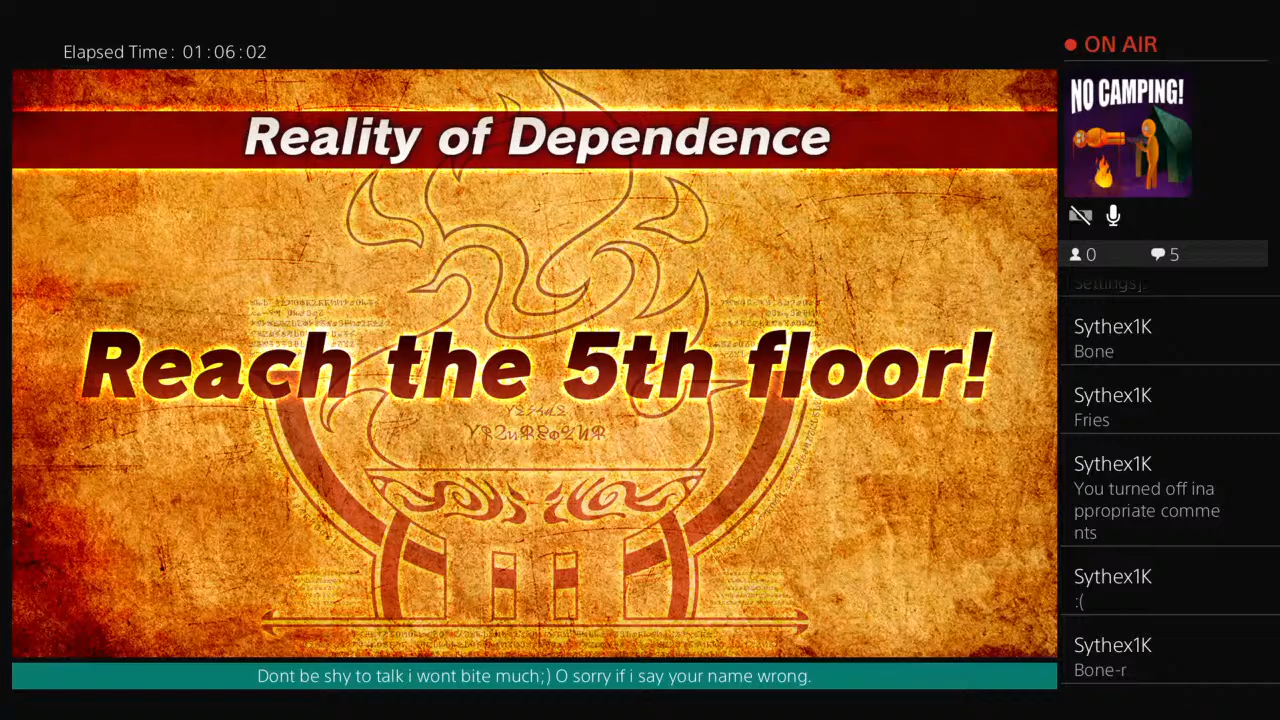 Elapsed Time: 01:06:02
ON AIR
NO CAMPING!
Reality of Dependence
0
5
Settings].
Reach the 5th floor!
Sythex1K
Bone
Sythex1K
Fries
Sythex1K
You turned off ina
ppropriate comme
nts
Sythex1K
:(
Sythex1K
Bone-r
Dont be shy to talk i wont bite much;) O sorry if i say your name wrong.